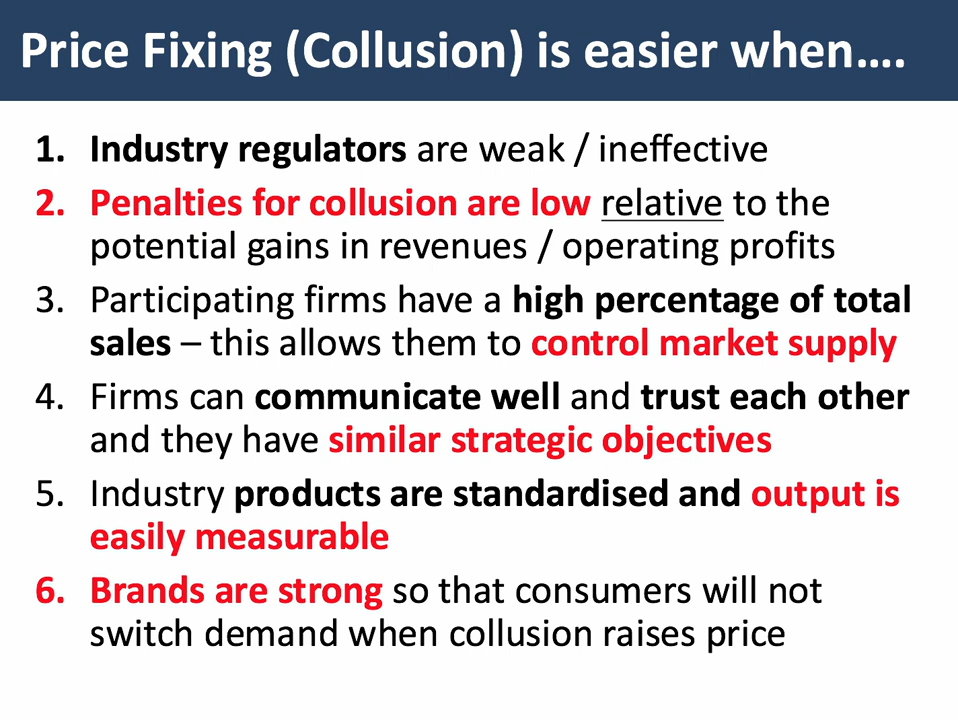 Price Fixing (Collusion) is easier when….
1. Industry regulators are weak / ineffective
2. Penalties for collusion are low relative to the
potential gains in revenues / operating profits
3. Participating firms have a high percentage of total
sales – this allows them to control market supply
4. Firms can communicate well and trust each other
and they have similar strategic objectives
5. Industry products are standardised and output is
easily measurable
6. Brands are strong so that consumers will not
switch demand when collusion raises price